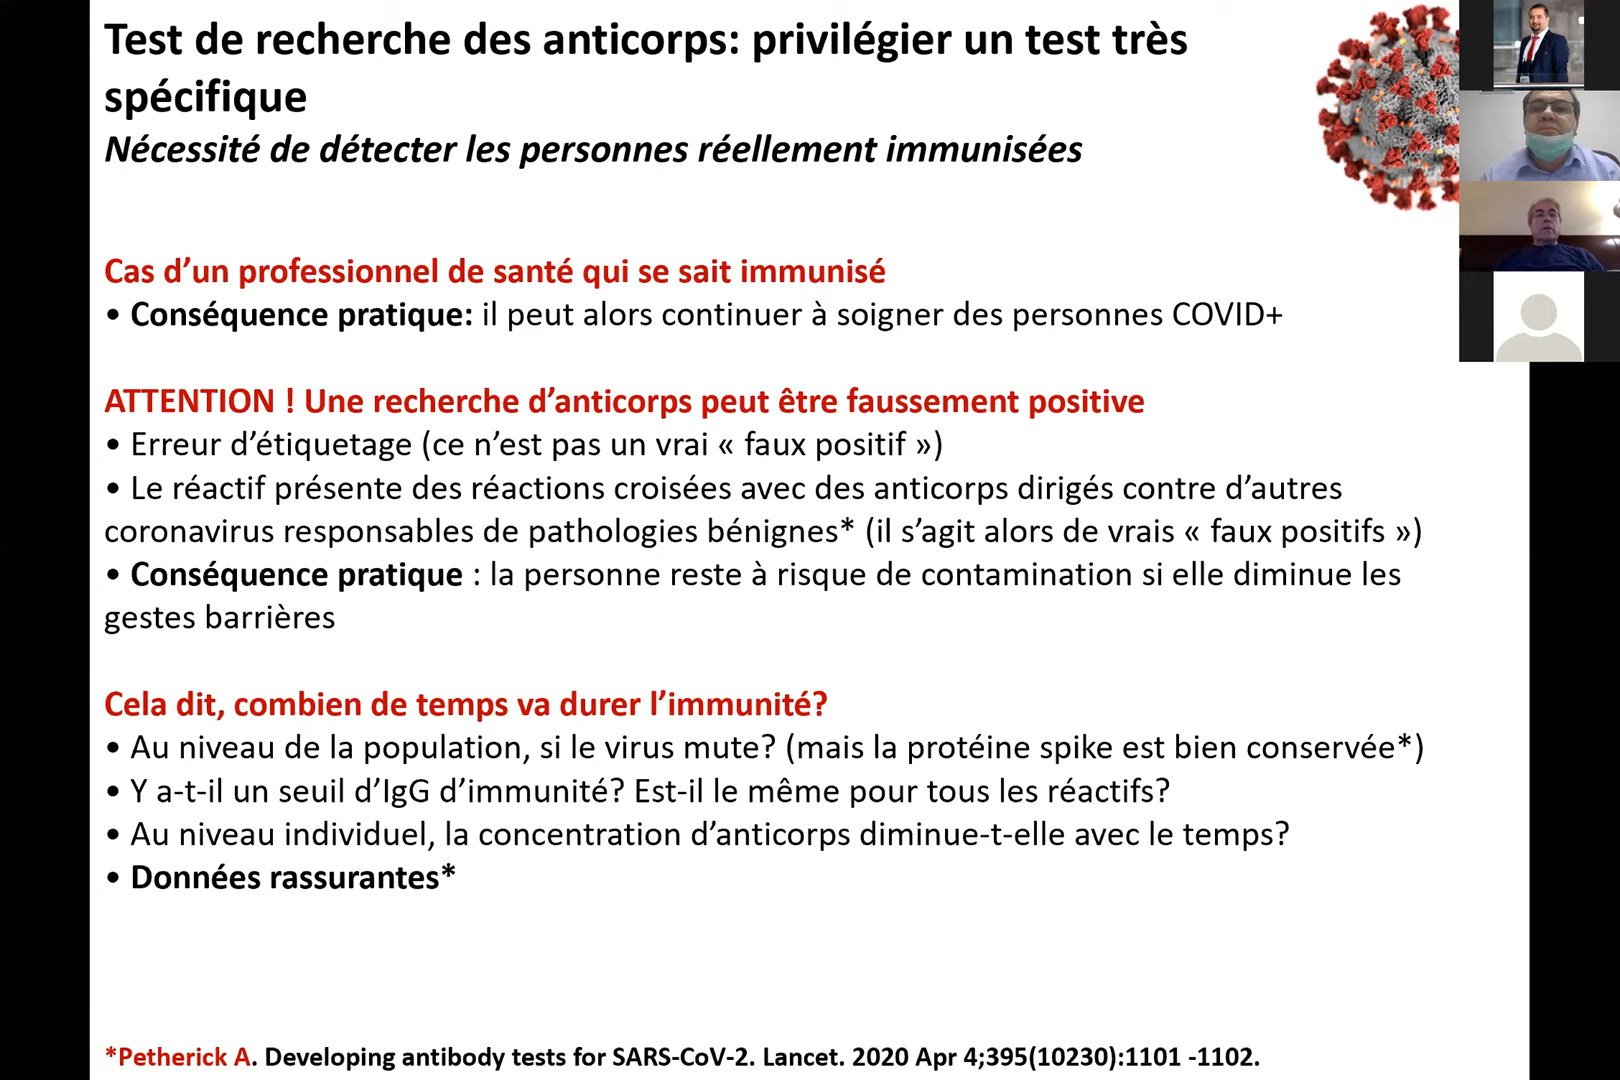 Test de recherche des anticorps: privilégier un test très
spécifique
Nécessité de détecter les personnes réellement immunisées
Cas d’un professionnel de santé qui se sait immunisé
• Conséquence pratique: il peut alors continuer à soigner des personnes COVID+
ATTENTION ! Une recherche d’anticorps peut être faussement positive
• Erreur d’étiquetage (ce n’est pas un vrai « faux positif »)
• Le réactif présente des réactions croisées avec des anticorps dirigés contre d’autres
coronavirus responsables de pathologies bénignes* (il s’agit alors de vrais « faux positifs »)
• Conséquence pratique : la personne reste à risque de contamination si elle diminue les
gestes barrières
Cela dit, combien de temps va durer l’immunité?
• Au niveau de la population, si le virus mute? (mais la protéine spike est bien conservée*)
• Y a-t-il un seuil d’IgG d’immunité? Est-il le même pour tous les réactifs?
• Au niveau individuel, la concentration d’anticorps diminue-t-elle avec le temps?
• Données rassurantes*
*Petherick A. Developing antibody tests for SARS-CoV-2. Lancet. 2020 Apr 4;395(10230):1101 -1102.